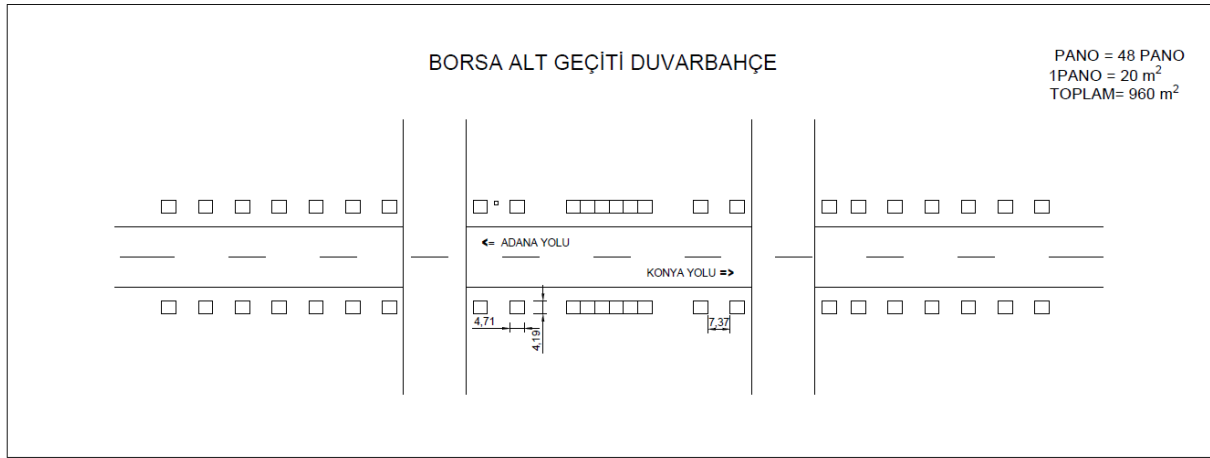 BORSA ALT GEÇİTİ DUVARBAHÇE
PANO = 48 PANO
1PANO = 20 m²
TOPLAM= 960 m²
<= ADANA YOLU
KONYA YOLU =>
4,71
4,19
7,37